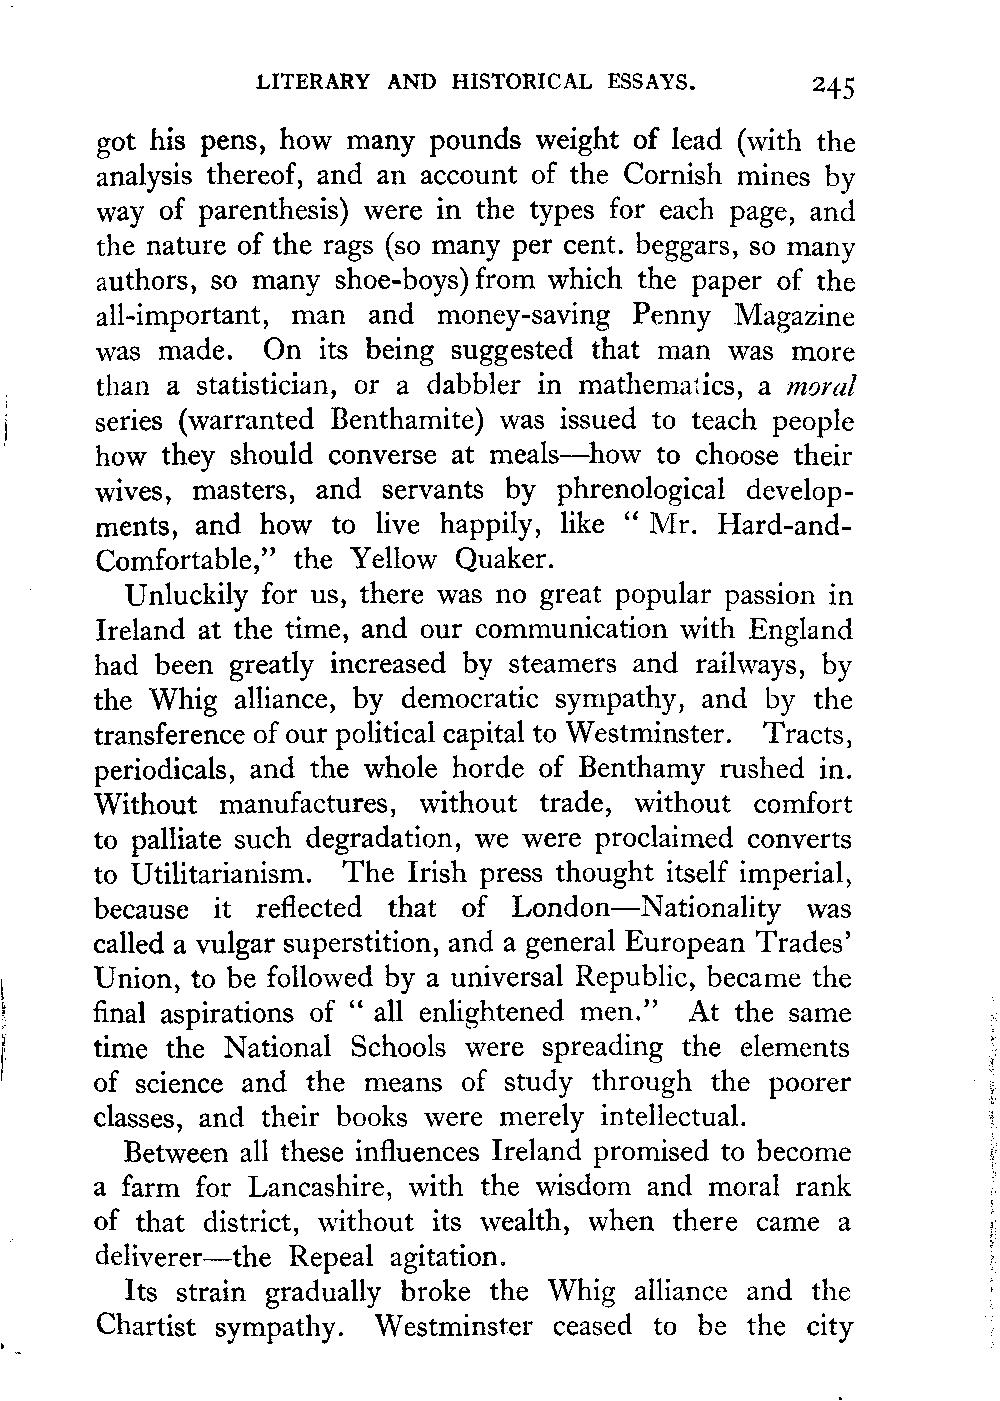 LITERARY AND HISTORICAL ESSAYS. 245
got his pens, how many pounds weight of lead (with the
analysis thereof, and an account of the Cornish mines by
way of parenthesis) were in the types for each page, and
the nature of the rags (so many per cent. beggars, so many
authors, so many shoe-boys) from which the paper of the
all-important, man and money-saving Penny Magazine
was made. On its being suggested that man was more
than a statistician, or a dabbler in mathematics, a moral
series (warranted Benthamite) was issued to teach people
how they should converse at meals—how to choose their
wives, masters, and servants by phrenological develop-
ments, and how to live happily, like “ Mr. Hard-and-
Comfortable,” the Yellow Quaker.
Unluckily for us, there was no great popular passion in
Ireland at the time, and our communication with England
had been greatly increased by steamers and railways, by
the Whig alliance, by democratic sympathy, and by the
transference of our political capital to Westminster. Tracts,
periodicals, and the whole horde of Benthamy rushed in.
Without manufactures, without trade, without comfort
to palliate such degradation, we were proclaimed converts
to Utilitarianism. The Irish press thought itself imperial,
because it reflected that of London—Nationality was
called a vulgar superstition, and a general European Trades’
Union, to be followed by a universal Republic, became the
final aspirations of “ all enlightened men.” At the same
time the National Schools were spreading the elements
of science and the means of study through the poorer
classes, and their books were merely intellectual.
Between all these influences Ireland promised to become
a farm for Lancashire, with the wisdom and moral rank
of that district, without its wealth, when there came a
deliverer—the Repeal agitation.
Its strain gradually broke the Whig alliance and the
Chartist sympathy. Westminster ceased to be the city